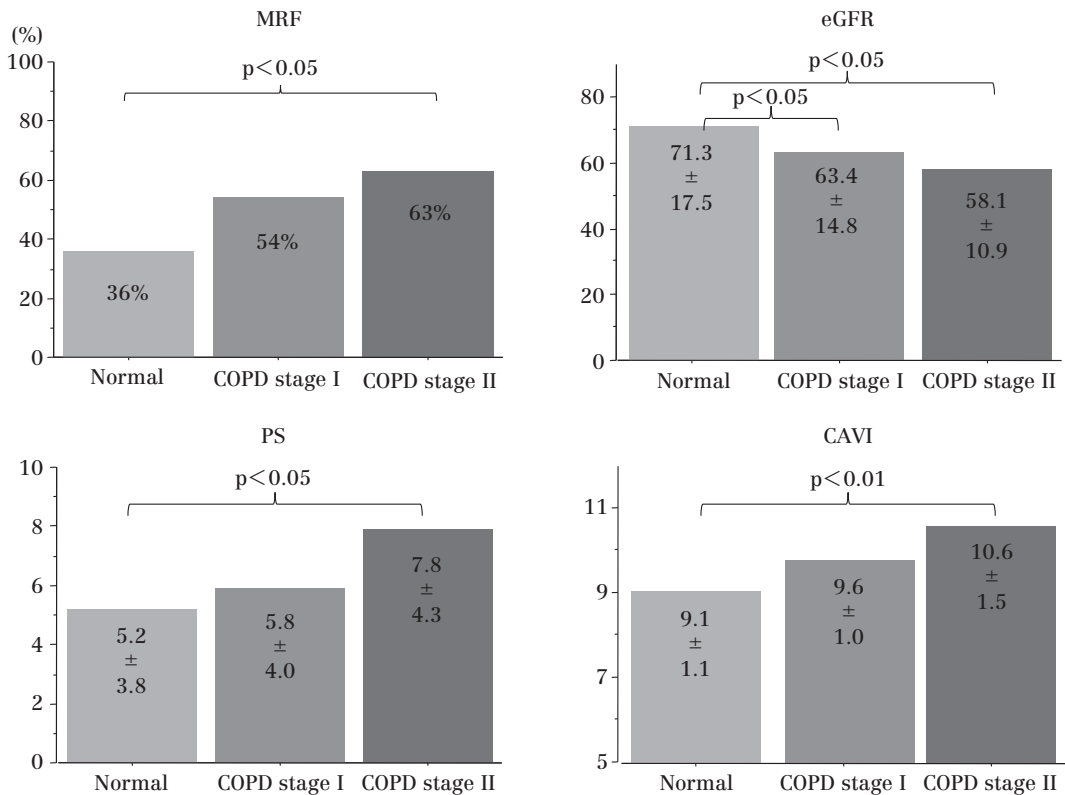 MRF
(%)
100
80
60
40
20
0
p<0.05
36%
54%
63%
Normal
COPD stage I
COPD stage II
eGFR
80
60
40
20
0
p<0.05
p<0.05
71.3
±
17.5
63.4
±
14.8
58.1
±
10.9
Normal
COPD stage I
COPD stage II
PS
10
8
6
4
2
0
p<0.05
5.2
±
3.8
5.8
±
4.0
7.8
±
4.3
Normal
COPD stage I
COPD stage II
CAVI
11
9
7
5
p<0.01
9.1
±
1.1
9.6
±
1.0
10.6
±
1.5
Normal
COPD stage I
COPD stage II